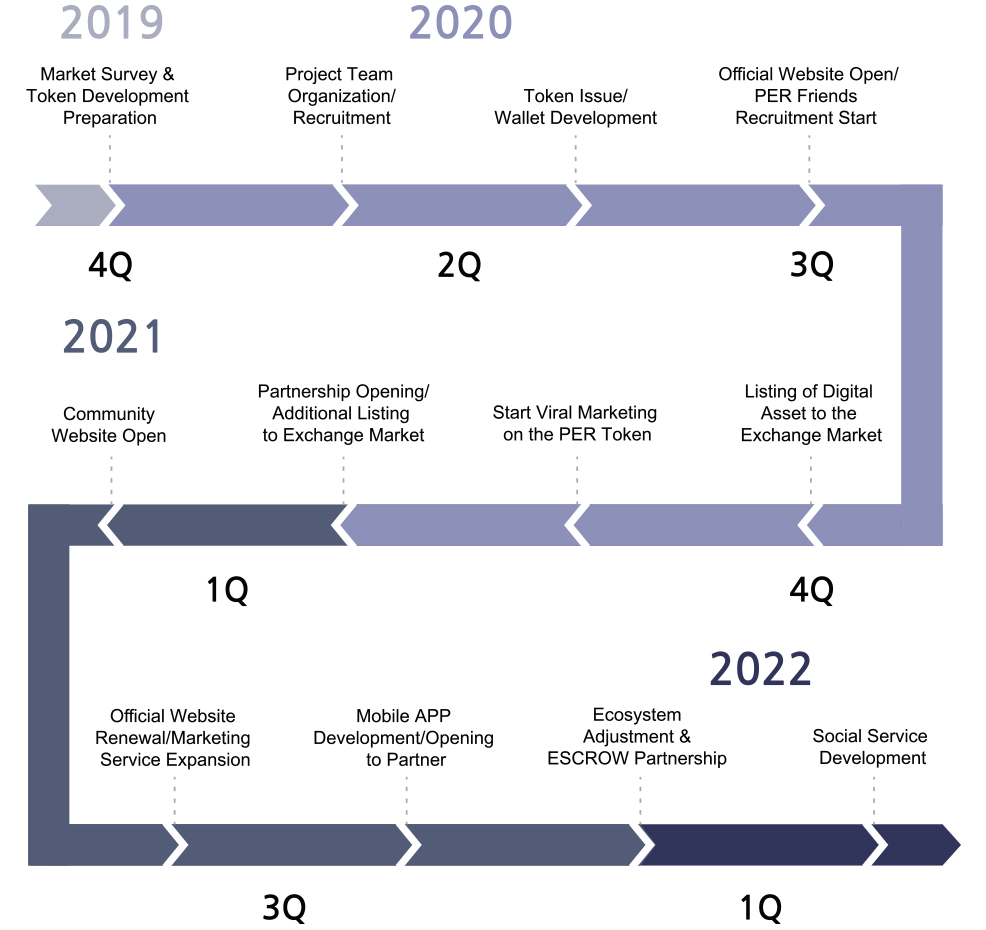 2019
2020
Market Survey &
Token Development
Preparation
Project Team
Organization/
Recruitment
Token Issue/
Wallet Development
Official Website Open/
PER Friends
Recruitment Start
4Q
2Q
3Q
2021
Community
Website Open
Partnership Opening/
Additional Listing
to Exchange Market
Start Viral Marketing
on the PER Token
Listing of Digital
Asset to the
Exchange Market
1Q
4Q
2022
Official Website
Renewal/Marketing
Service Expansion
Mobile APP
Development/Opening
to Partner
Ecosystem
Adjustment &
ESCROW Partnership
Social Service
Development
3Q
1Q